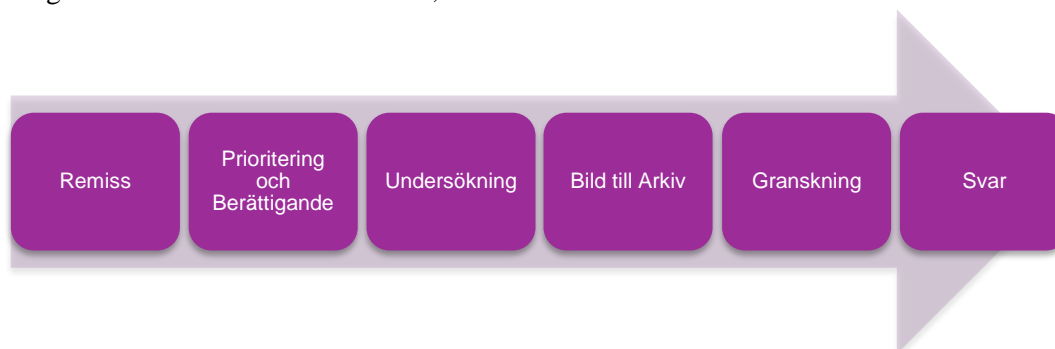 Remiss
Prioritering
och
Berättigande
Undersökning
Bild till Arkiv
Granskning
Svar